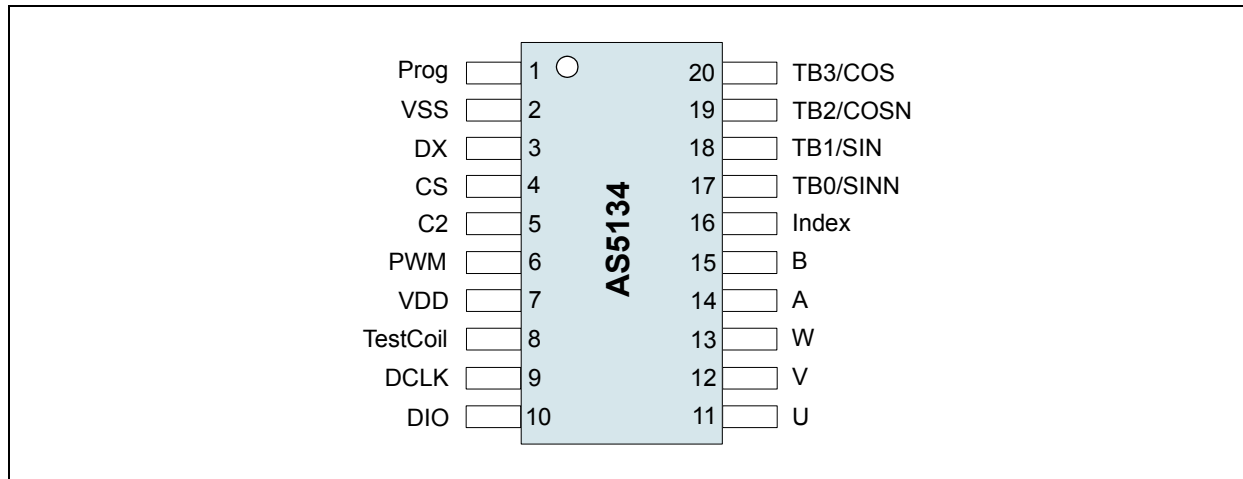 Prog 1 20 TB3/COS
VSS 2 19 TB2/COSN
DX 3 18 TB1/SIN
CS 4 17 TB0/SINN
C2 5 16 Index
PWM 6 15 B
VDD 7 14 A
TestCoil 8 13 W
DCLK 9 12 V
DIO 10 11 U
AS5134